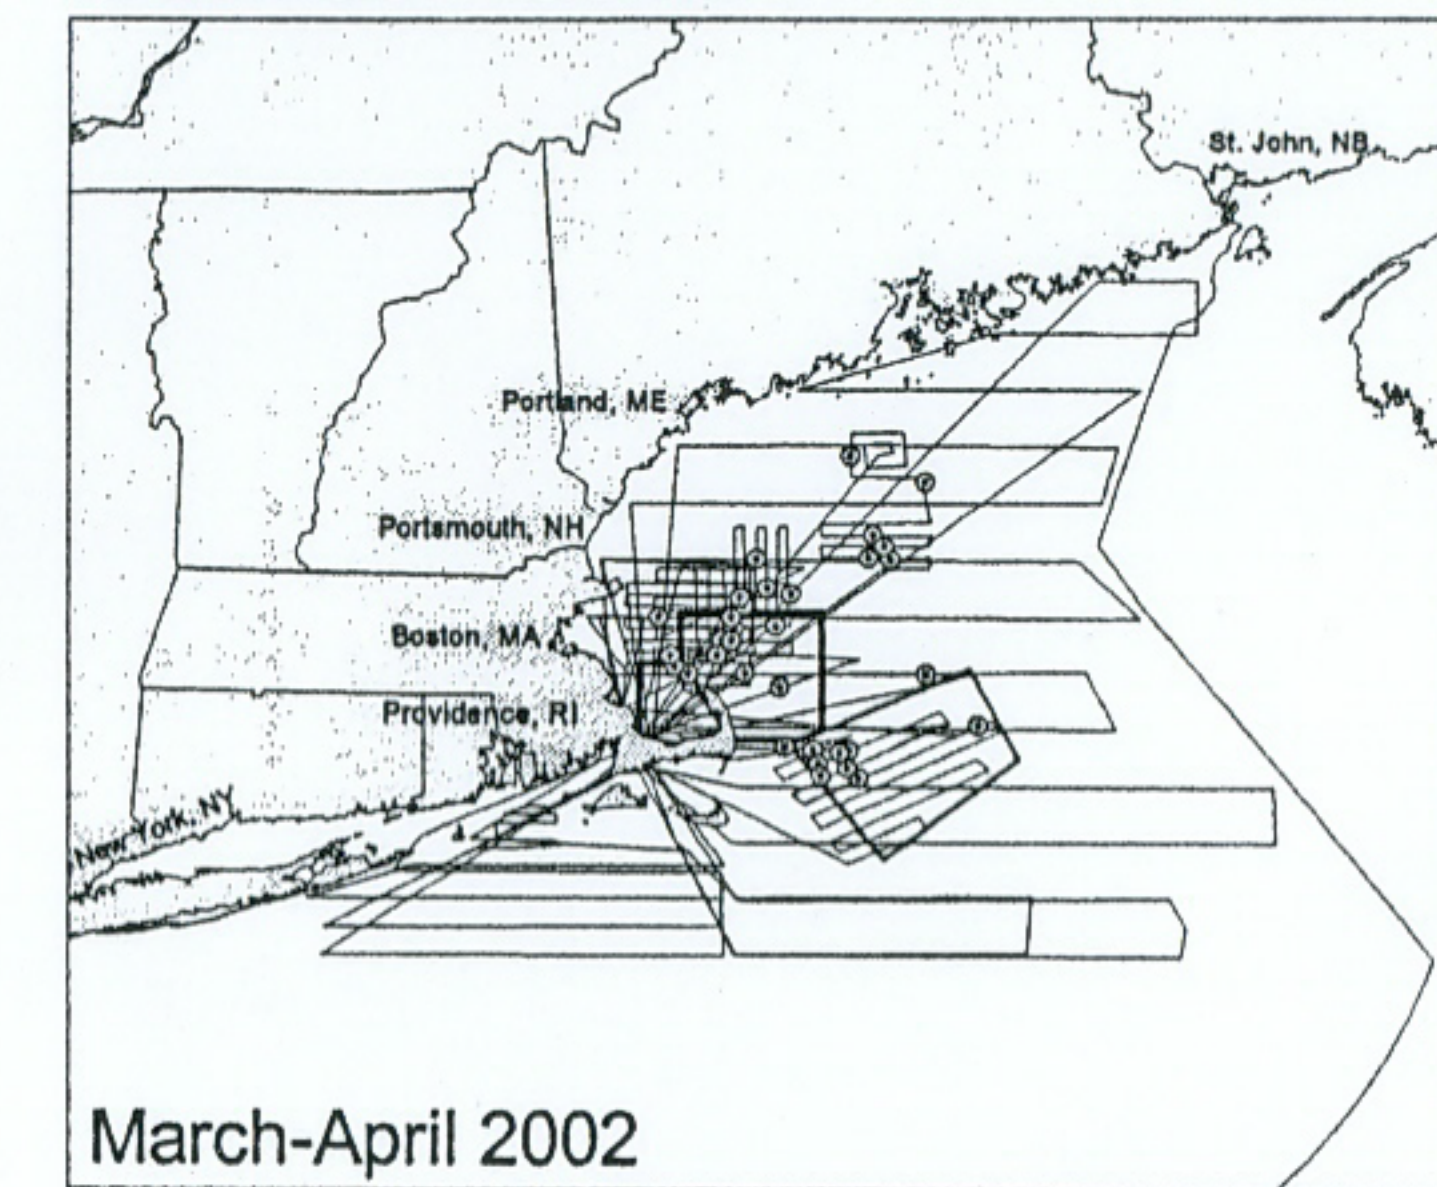 St. John, NB
Portland, ME
Portsmouth, NH
Boston, MA
Providence, RI
New York, NY
March-April 2002